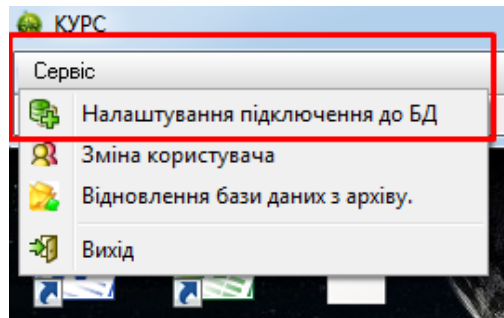 КУРС
Сервіс
Налаштування підключення до БД
Зміна користувача
Відновлення бази даних з архіву.
Вихід